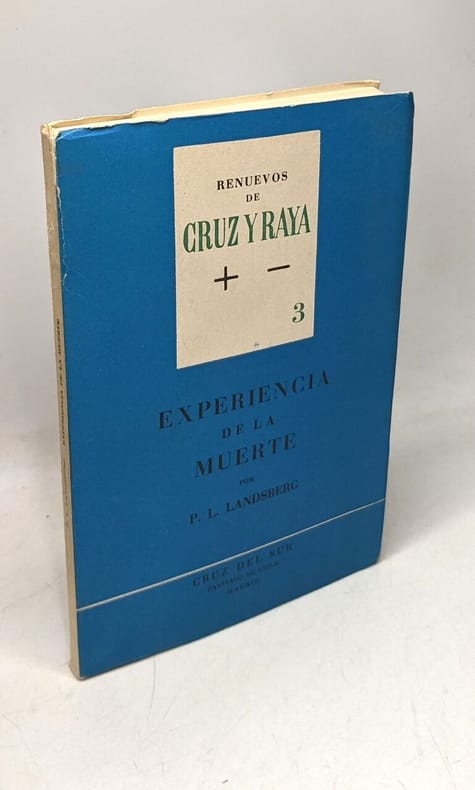 RENUEVOS
DE
CRUZ Y RAYA
+ −
3
EXPERIENCIA
DE LA
MUERTE
POR
P. L. LANDSBERG
CRUZ DEL SUR
SANTIAGO DE CHILE
MADRID